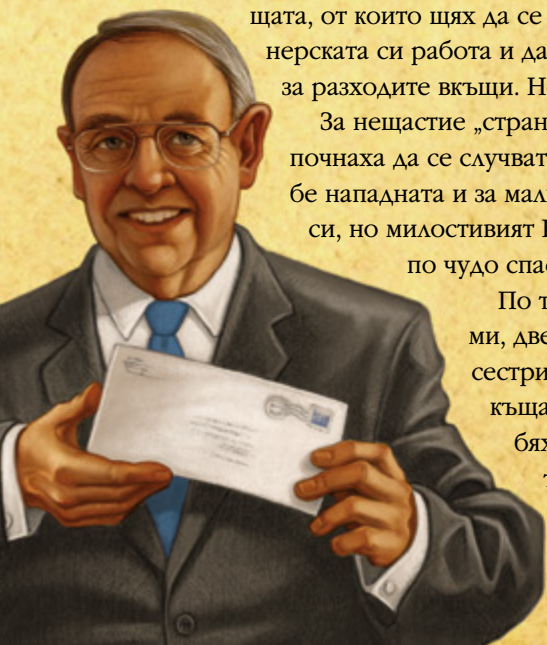 щата, от които щях да се
нерската си работа и да
за разходите вкъщи. Н
За нещастие „стран
почнаха да се случват
бе нападната и за мал
си, но милостивият
по чудо спас
По т
ми, две
сестри
къща
бях